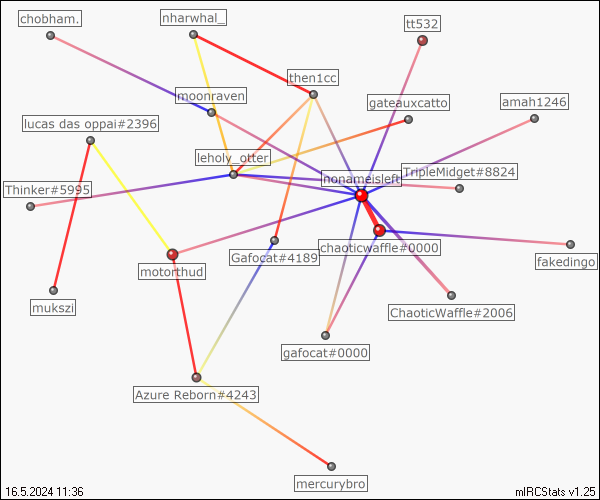 chobham.
nharwhal_
tt532
then1cc
moonraven
gateauxcatto
amah1246
lucas das oppai#2396
leholy_otter
nonameisleft
TripleMidget#8824
Thinker#5995
chaoticwaffle#0000
Gafocat#4189
fakedingo
motorthud
mukszi
ChaoticWaffle#2006
gafocat#0000
Azure Reborn#4243
mercurybro
16.5.2024 11:36
mIRCStats v1.25